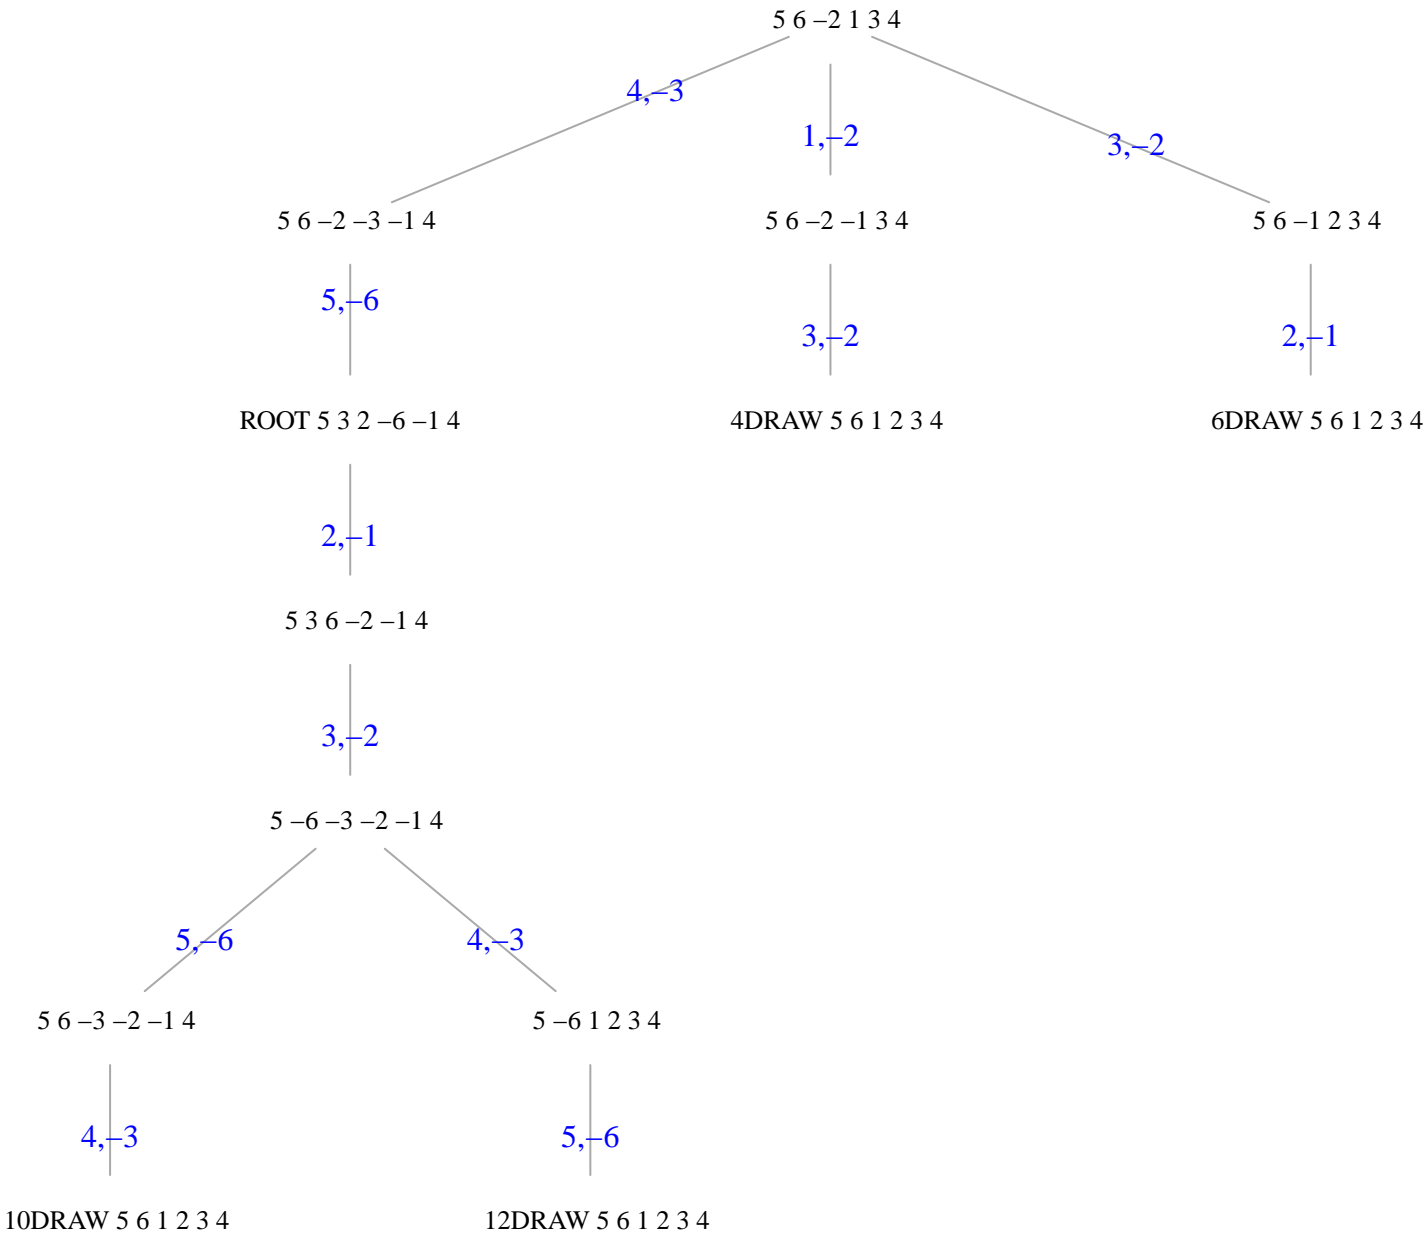 5 6 –2 1 3 4
4,–3
1,–2
3,–2
5 6 –2 –3 –1 4
5 6 –2 –1 3 4
5 6 –1 2 3 4
5,–6
3,–2
2,–1
ROOT 5 3 2 –6 –1 4
4DRAW 5 6 1 2 3 4
6DRAW 5 6 1 2 3 4
2,–1
5 3 6 –2 –1 4
3,–2
5 –6 –3 –2 –1 4
5,–6
4,–3
5 6 –3 –2 –1 4
5 –6 1 2 3 4
4,–3
5,–6
10DRAW 5 6 1 2 3 4
12DRAW 5 6 1 2 3 4